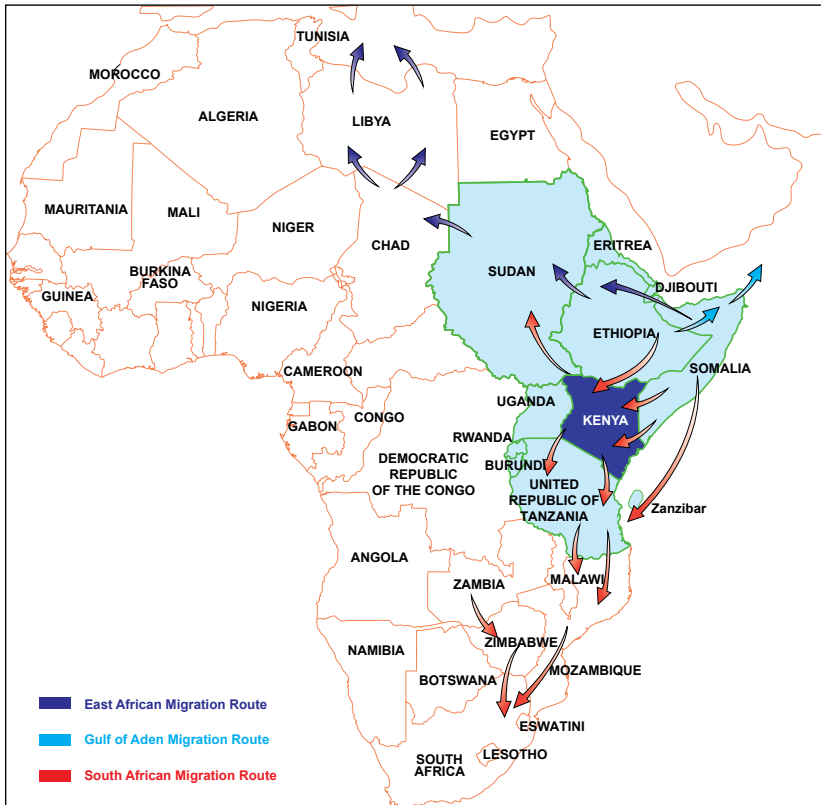 TUNISIA
MOROCCO
ALGERIA
LIBYA
EGYPT
MAURITANIA
MALI
NIGER
CHAD
SUDAN
ERITREA
BURKINA
FASO
GUINEA
NIGERIA
DJIBOUTI
ETHIOPIA
CAMEROON
SOMALIA
UGANDA
KENYA
GABON
CONGO
RWANDA
DEMOCRATIC
REPUBLIC
OF THE CONGO
BURUNDI
UNITED
REPUBLIC OF
TANZANIA
Zanzibar
ANGOLA
ZAMBIA
MALAWI
NAMIBIA
ZIMBABWE
BOTSWANA
MOZAMBIQUE
ESWATINI
LESOTHO
SOUTH
AFRICA
East African Migration Route
Gulf of Aden Migration Route
South African Migration Route